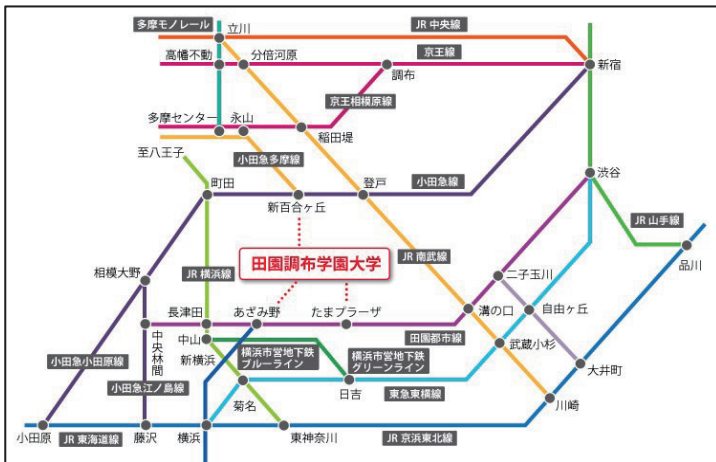 多摩モノレール
立川
JR 中央線
高幡不動
分倍河原
京王線
調布
新宿
京王相模原線
多摩センター
永山
稲田堤
至八王子
小田急多摩線
町田
登戸
小田急線
渋谷
新百合ヶ丘
JR 山手線
田園調布学園大学
JR 南武線
品川
相模大野
JR 横浜線
二子玉川
長津田
あざみ野
たまプラーザ
溝の口
自由ヶ丘
中央林間
中山
田園都市線
武蔵小杉
新横浜
横浜市営地下鉄
ブルーライン
横浜市営地下鉄
グリーンライン
大井町
小田急小田原線
小田急江ノ島線
日吉
東急東横線
菊名
川崎
小田原
JR 東海道線
藤沢
横浜
東神奈川
JR 京浜東北線